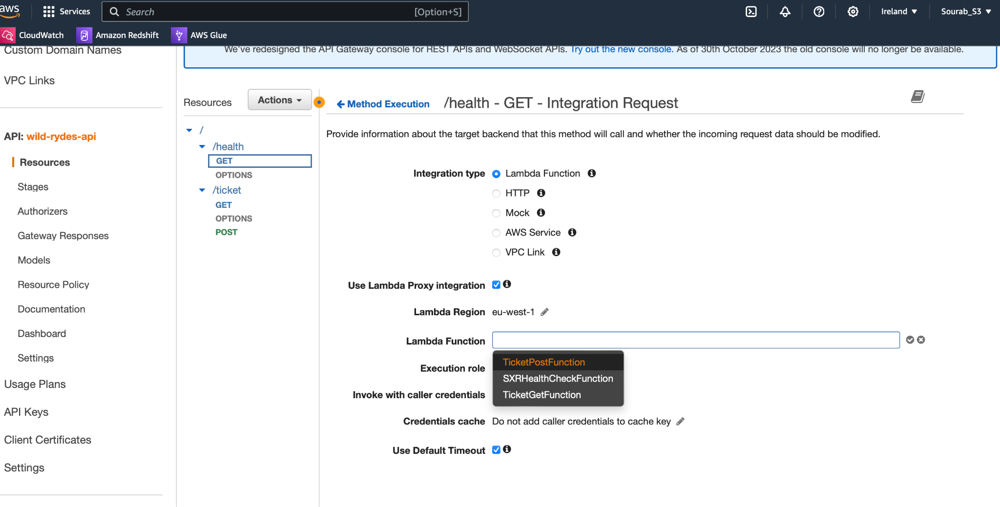 aws
Services
Search
[Option+S]
Ireland
Sourab_S3
CloudWatch
Amazon Redshift
AWS Glue
Custom Domain Names
VPC Links
API: wild-rydes-api
Resources
Stages
Authorizers
Gateway Responses
Models
Resource Policy
Documentation
Dashboard
Settings
Usage Plans
API Keys
Client Certificates
Settings
We've redesigned the API Gateway console for REST APIs and WebSocket APIs. Try out the new console. As of 30th October 2023 the old console will no longer be available.
Resources
Actions
/
/health
GET
OPTIONS
/ticket
GET
OPTIONS
POST
Method Execution
/health - GET - Integration Request
Provide information about the target backend that this method will call and whether the incoming request data should be modified.
Integration type
Lambda Function
HTTP
Mock
AWS Service
VPC Link
Use Lambda Proxy integration
Lambda Region eu-west-1
Lambda Function
TicketPostFunction
SXRHealthCheckFunction
TicketGetFunction
Execution role
Invoke with caller credentials
Credentials cache Do not add caller credentials to cache key
Use Default Timeout